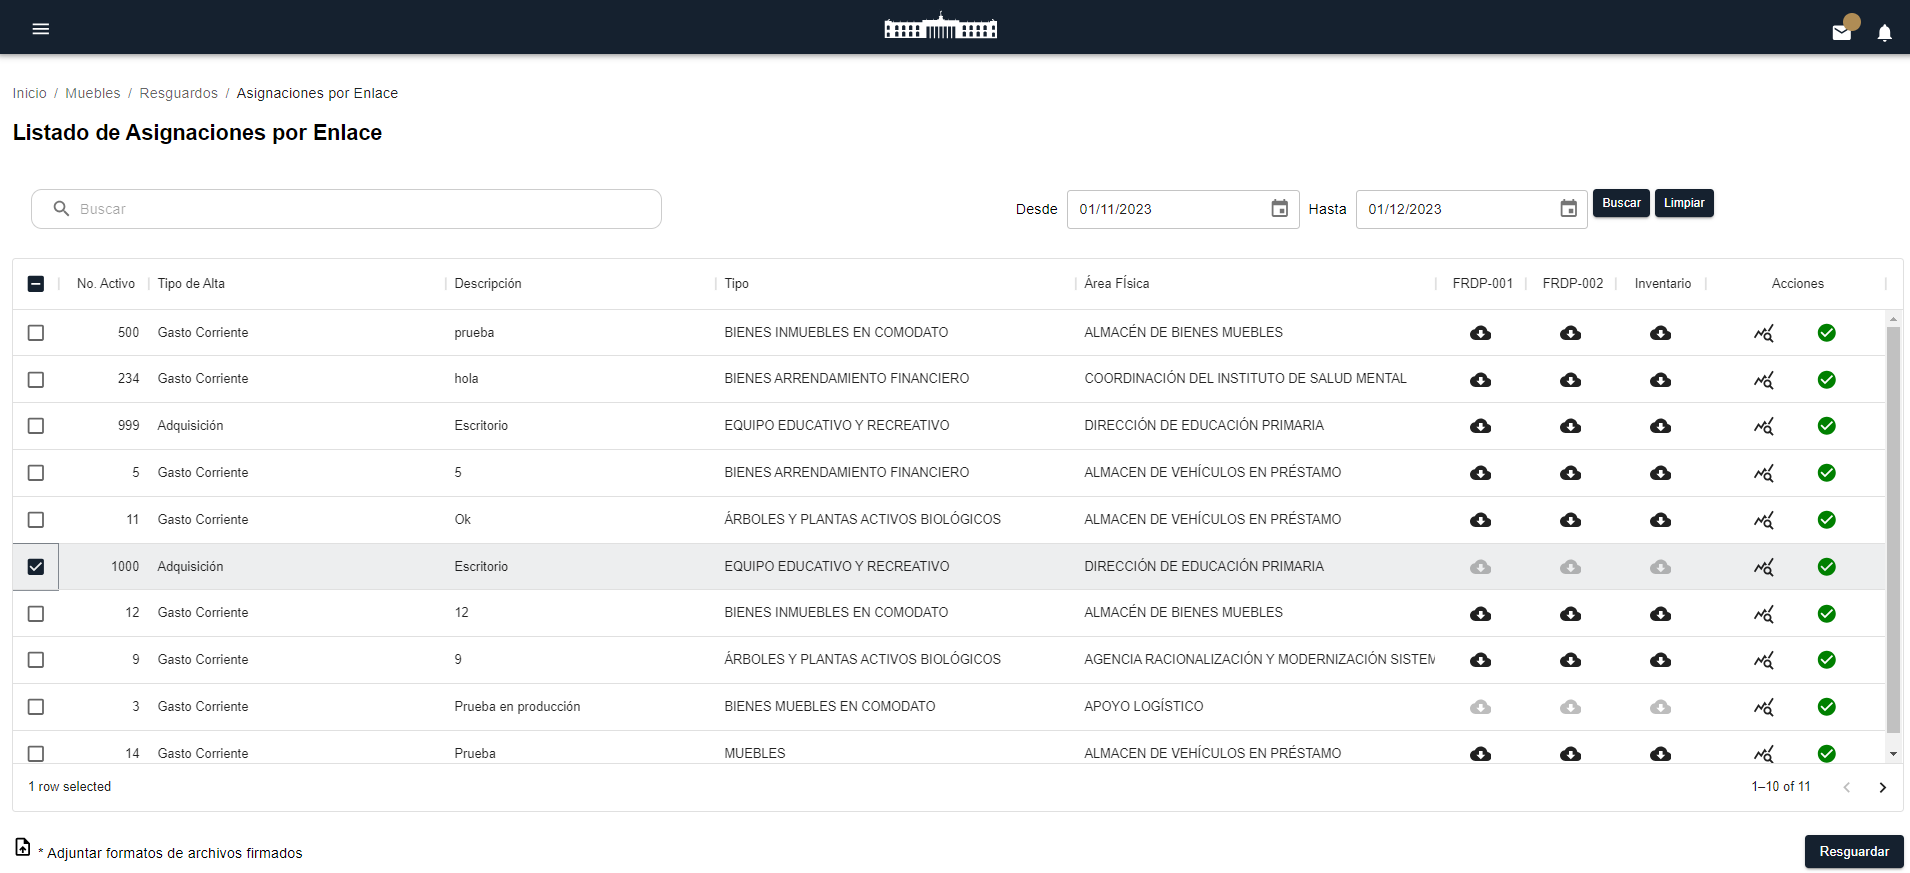 Inicio / Muebles / Resguardos / Asignaciones por Enlace
Listado de Asignaciones por Enlace
Buscar
Desde 01/11/2023 Hasta 01/12/2023 Buscar Limpiar
No. Activo Tipo de Alta Descripción Tipo Área FÍsica FRDP-001 FRDP-002 Inventario Acciones
500 Gasto Corriente prueba BIENES INMUEBLES EN COMODATO ALMACÉN DE BIENES MUEBLES
234 Gasto Corriente hola BIENES ARRENDAMIENTO FINANCIERO COORDINACIÓN DEL INSTITUTO DE SALUD MENTAL
999 Adquisición Escritorio EQUIPO EDUCATIVO Y RECREATIVO DIRECCIÓN DE EDUCACIÓN PRIMARIA
5 Gasto Corriente 5 BIENES ARRENDAMIENTO FINANCIERO ALMACEN DE VEHÍCULOS EN PRÉSTAMO
11 Gasto Corriente Ok ÁRBOLES Y PLANTAS ACTIVOS BIOLÓGICOS ALMACEN DE VEHÍCULOS EN PRÉSTAMO
1000 Adquisición Escritorio EQUIPO EDUCATIVO Y RECREATIVO DIRECCIÓN DE EDUCACIÓN PRIMARIA
12 Gasto Corriente 12 BIENES INMUEBLES EN COMODATO ALMACÉN DE BIENES MUEBLES
9 Gasto Corriente 9 ÁRBOLES Y PLANTAS ACTIVOS BIOLÓGICOS AGENCIA RACIONALIZACIÓN Y MODERNIZACIÓN SISTEM
3 Gasto Corriente Prueba en producción BIENES MUEBLES EN COMODATO APOYO LOGÍSTICO
14 Gasto Corriente Prueba MUEBLES ALMACEN DE VEHÍCULOS EN PRÉSTAMO
1 row selected
1–10 of 11
* Adjuntar formatos de archivos firmados
Resguardar